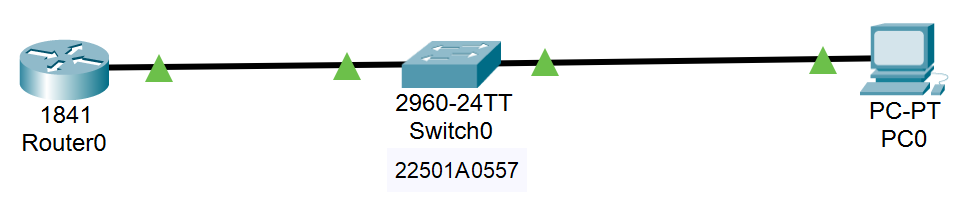 1841
Router0
2960-24TT
Switch0
22501A0557
PC-PT
PC0